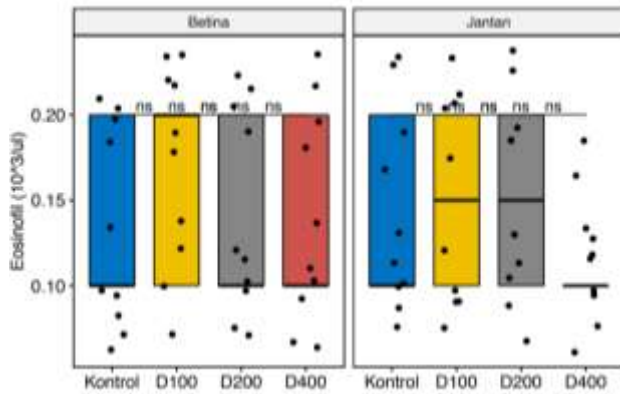 Betina
Jantan
Eosinofil (10^3/ul)
0.20
0.15
0.10
ns ns ns ns ns
ns ns ns ns ns
Kontrol D100 D200 D400
Kontrol D100 D200 D400